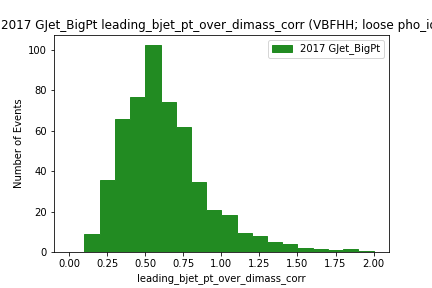 2017 GJet_BigPt leading_bjet_pt_over_dimass_corr (VBFHH; loose pho_ic
2017 GJet_BigPt
100
80
60
40
20
0
Number of Events
0.00 0.25 0.50 0.75 1.00 1.25 1.50 1.75 2.00
leading_bjet_pt_over_dimass_corr